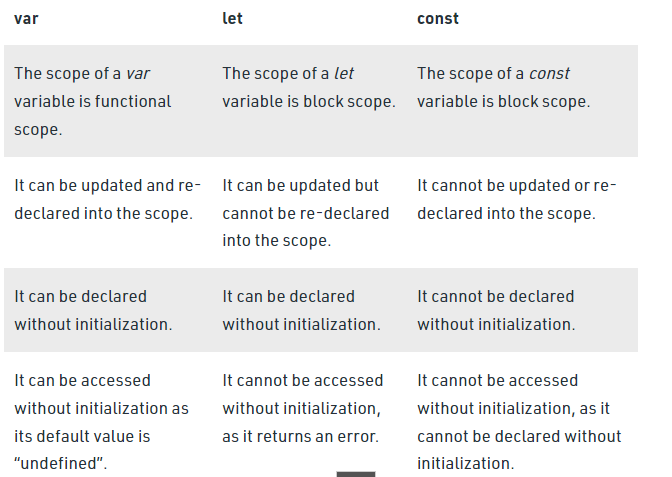 var let const
The scope of a var
variable is functional
scope.
The scope of a let
variable is block scope.
The scope of a const
variable is block scope.
It can be updated and re-
declared into the scope.
It can be updated but
cannot be re-declared
into the scope.
It cannot be updated or re-
declared into the scope.
It can be declared
without initialization.
It can be declared
without initialization.
It cannot be declared
without initialization.
It can be accessed
without initialization as
its default value is
“undefined”.
It cannot be accessed
without initialization,
as it returns an error.
It cannot be accessed
without initialization, as it
cannot be declared without
initialization.